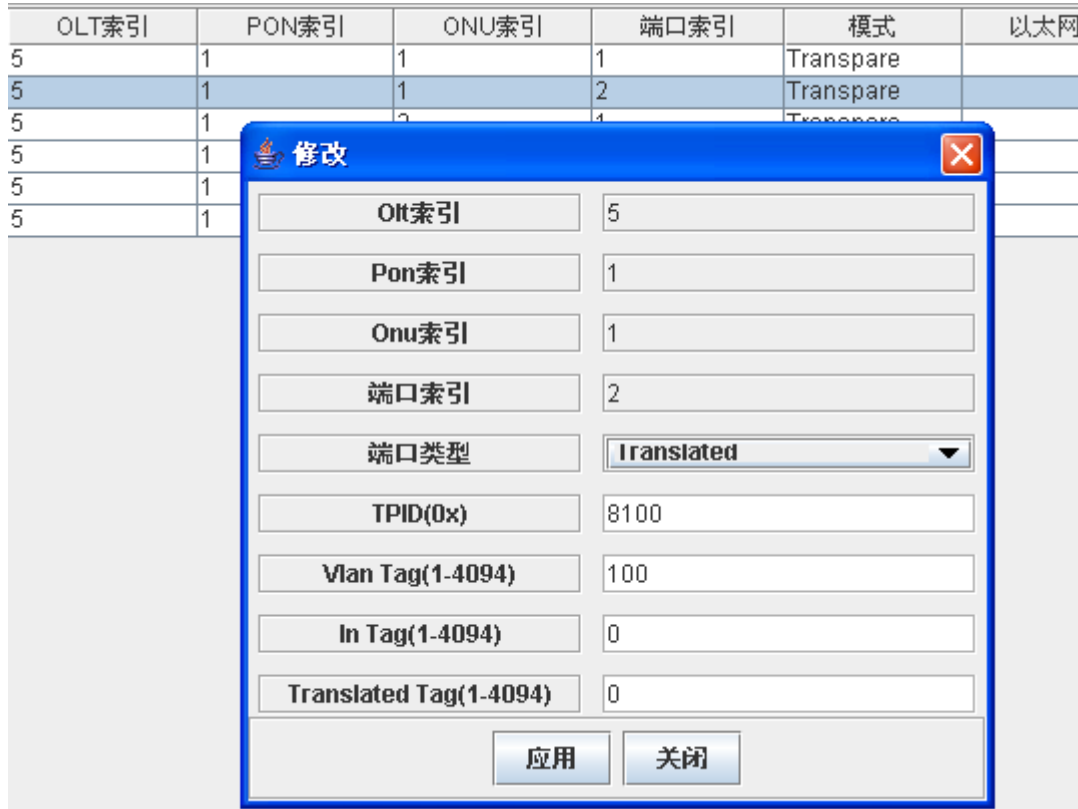 OLT索引 PON索引 ONU索引 端口索引 模式 以太网
5 1 1 1 Transpare
5 1 1 2 Transpare
5 1 2 1 Transpare
5 1
5 1
5 1
修改
Olt索引 5
Pon索引 1
Onu索引 1
端口索引 2
端口类型 Translated
TPID(0x) 8100
Vlan Tag(1-4094) 100
In Tag(1-4094) 0
Translated Tag(1-4094) 0
应用 关闭